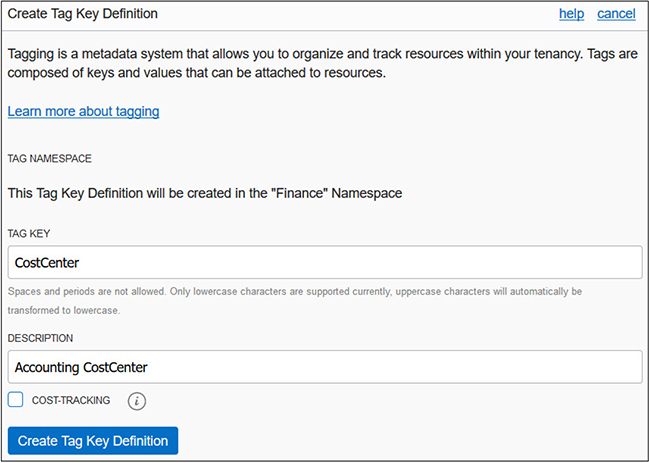 Create Tag Key Definition help cancel
Tagging is a metadata system that allows you to organize and track resources within your tenancy. Tags are
composed of keys and values that can be attached to resources.
Learn more about tagging
TAG NAMESPACE
This Tag Key Definition will be created in the "Finance" Namespace
TAG KEY
CostCenter
Spaces and periods are not allowed. Only lowercase characters are supported currently, uppercase characters will automatically be
transformed to lowercase.
DESCRIPTION
Accounting CostCenter
COST-TRACKING i
Create Tag Key Definition